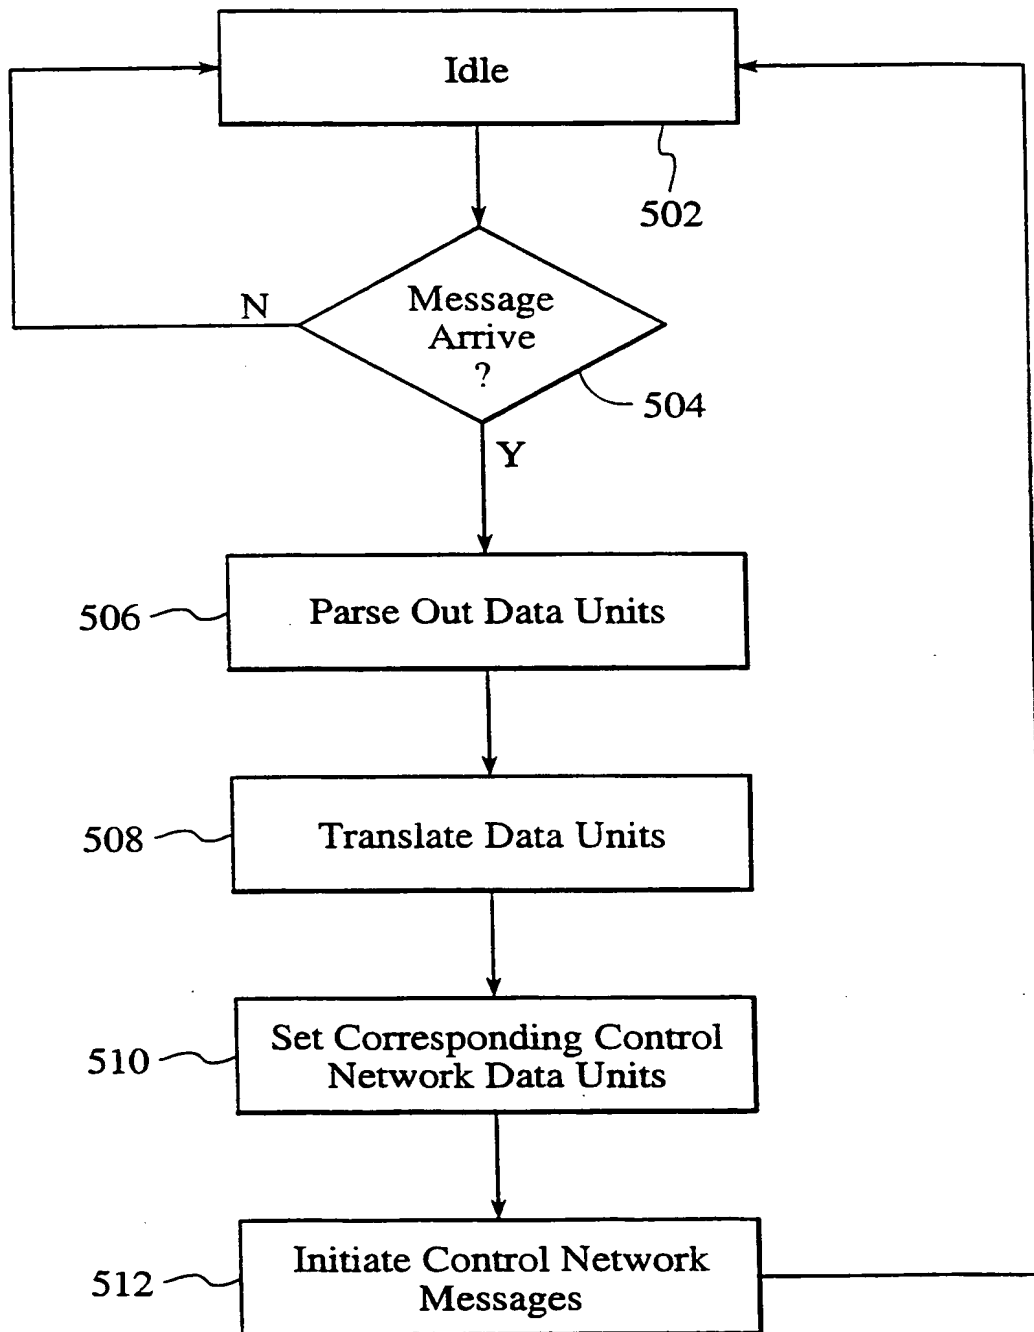 Idle
502
Message
Arrive
?
504
N
Y
Parse Out Data Units
506
Translate Data Units
508
Set Corresponding Control
Network Data Units
510
Initiate Control Network
Messages
512